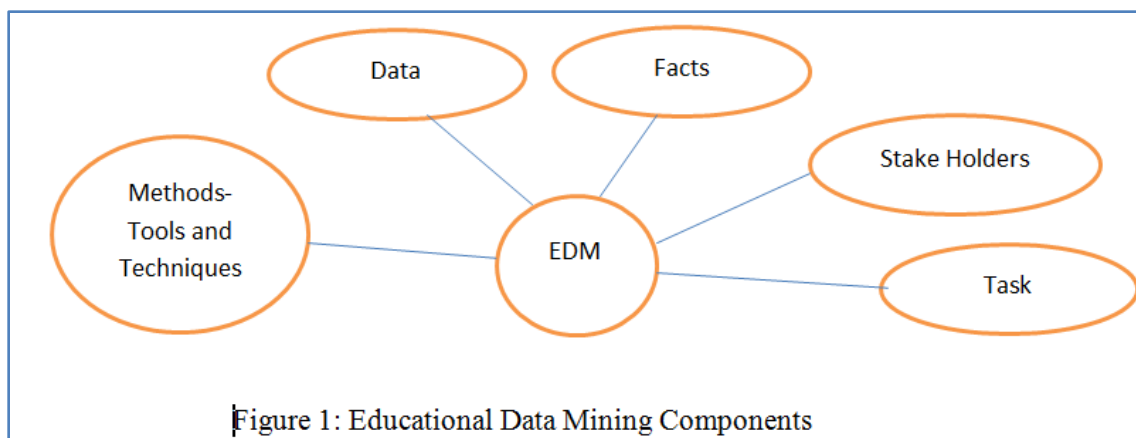 Data
Facts
Stake Holders
Methods-
Tools and
Techniques
EDM
Task
Figure 1: Educational Data Mining Components